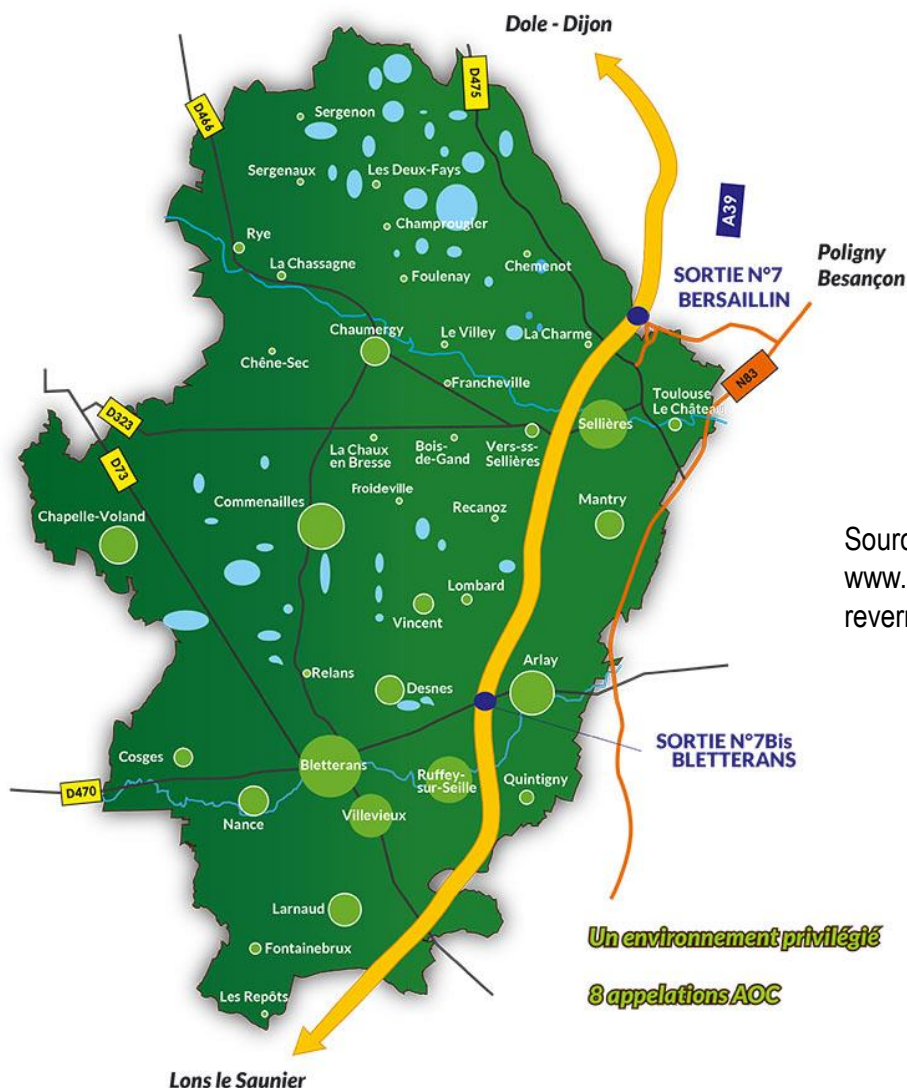 Dole - Dijon
D475
D466
Sergenon
Sergenaux
Les Deux-Fays
A39
Champrougier
Rye
Poligny
Besançon
La Chassagne
Foulenay
Chemenot
SORTIE N°7
BERSAILLIN
Chaumergy
Le Villey
La Charme
Chêne-Sec
Francheville
N83
Toulouse
Le Château
D323
Sellières
La Chaux
en Bresse
Bois-
de-Gand
Vers-ss-
Sellières
D73
Froideville
Commenailles
Recanoz
Mantry
Chapelle-Voland
Sourc
www.
reverr
Lombard
Vincent
Relans
Desnes
Arlay
SORTIE N°7Bis
BLETTERANS
Cosges
Bletterans
Ruffey-
sur-Seille
Quintigny
D470
Nance
Villevieux
Larnaud
Fontainebrux
Un environnement privilégié
Les Repôts
8 appelations AOC
Lons le Saunier